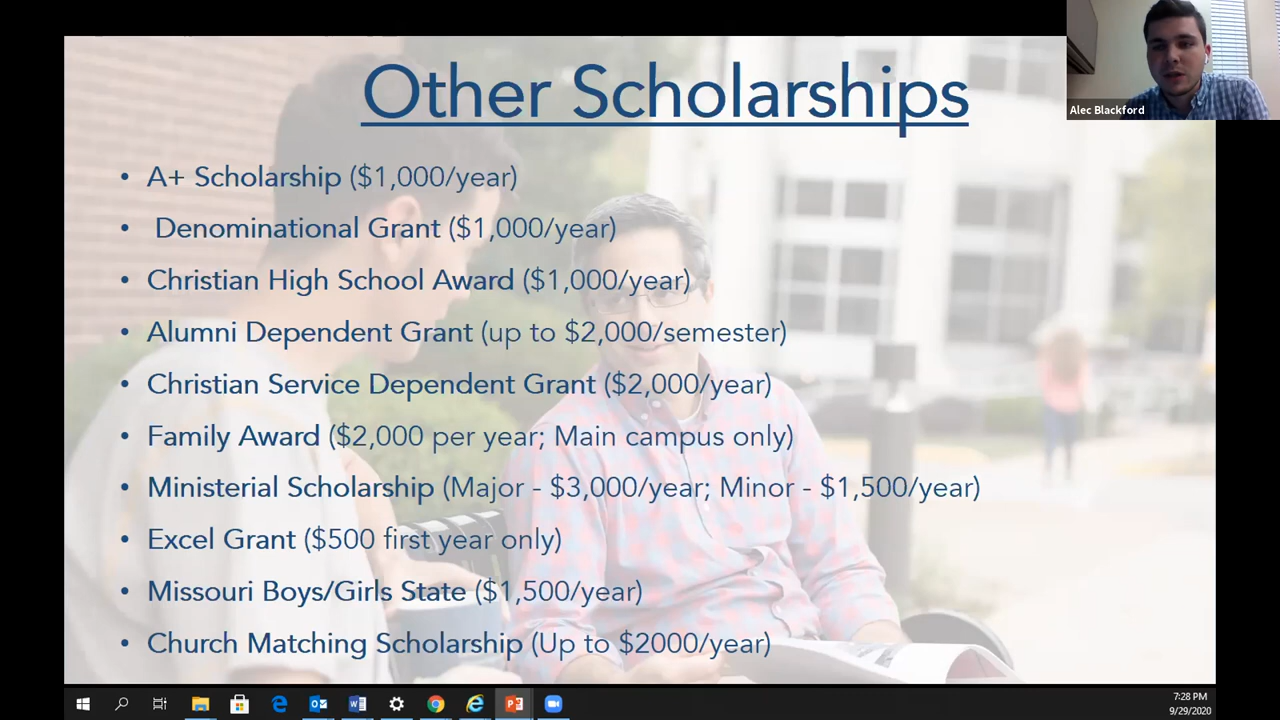 Other Scholarships
Alec Blackford
• A+ Scholarship ($1,000/year)
• Denominational Grant ($1,000/year)
• Christian High School Award ($1,000/year)
• Alumni Dependent Grant (up to $2,000/semester)
• Christian Service Dependent Grant ($2,000/year)
• Family Award ($2,000 per year; Main campus only)
• Ministerial Scholarship (Major - $3,000/year; Minor - $1,500/year)
• Excel Grant ($500 first year only)
• Missouri Boys/Girls State ($1,500/year)
• Church Matching Scholarship (Up to $2000/year)
7:28 PM
9/29/2020